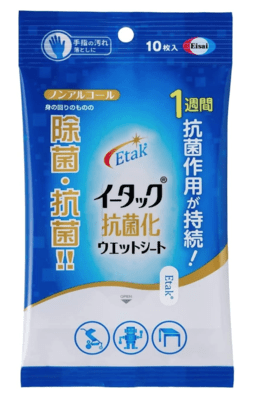 手指の汚れ
落としに
10枚入
Eisai
ノンアルコール
身の回りのものの
除菌・抗菌!!
1週間
抗菌作用が持続!
Etak®
イータック®
抗菌化
ウエットシート
Etak®
OPEN